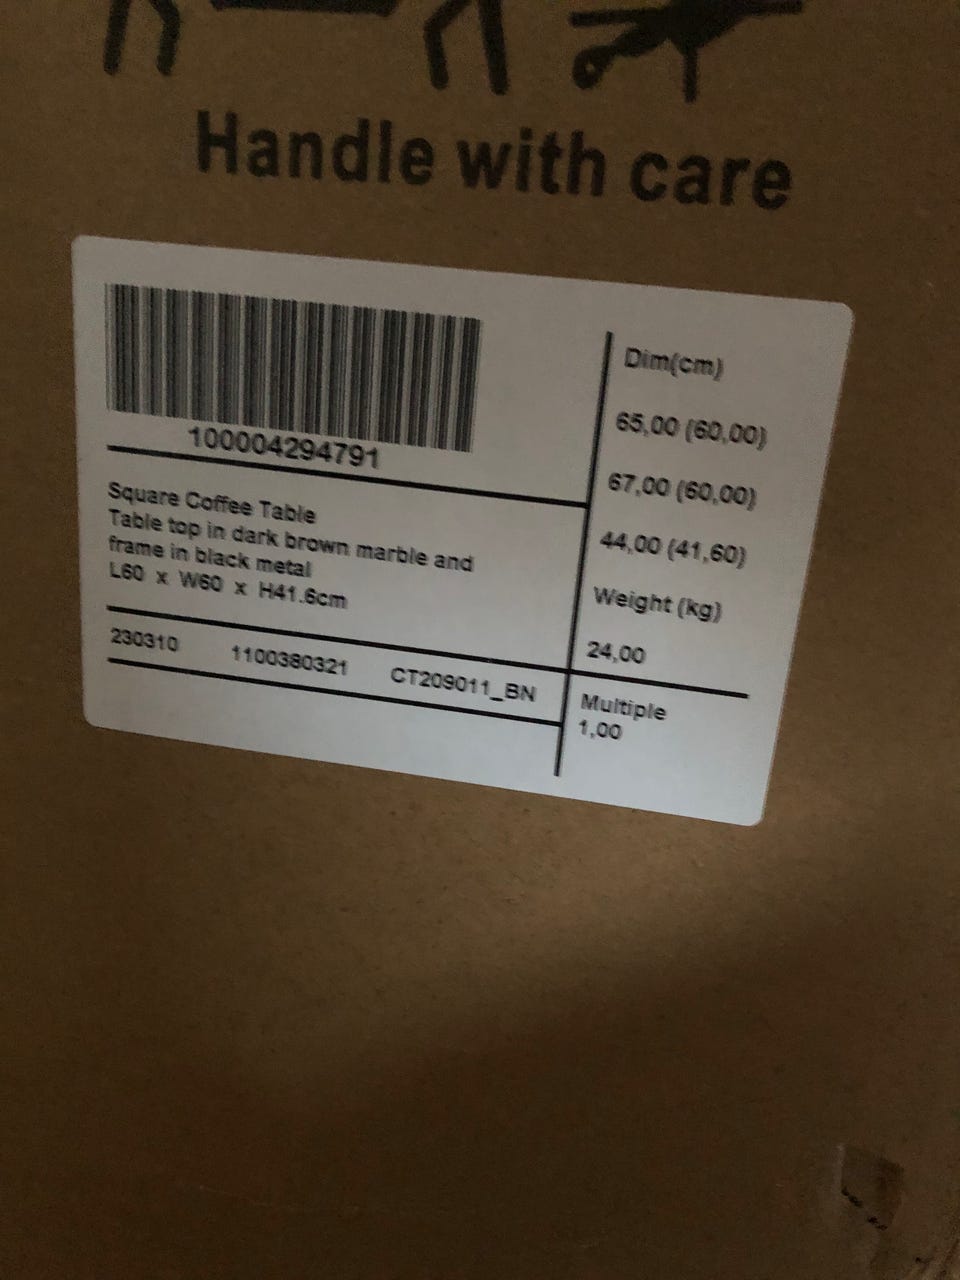 Handle with care
100004294791
Square Coffee Table
Table top in dark brown marble and
frame in black metal
L60 x W60 x H41.6cm
230310 1100380321 CT209011_BN
Dim(cm)
65,00 (60,00)
67,00 (60,00)
44,00 (41,60)
Weight (kg)
24,00
Multiple
1,00